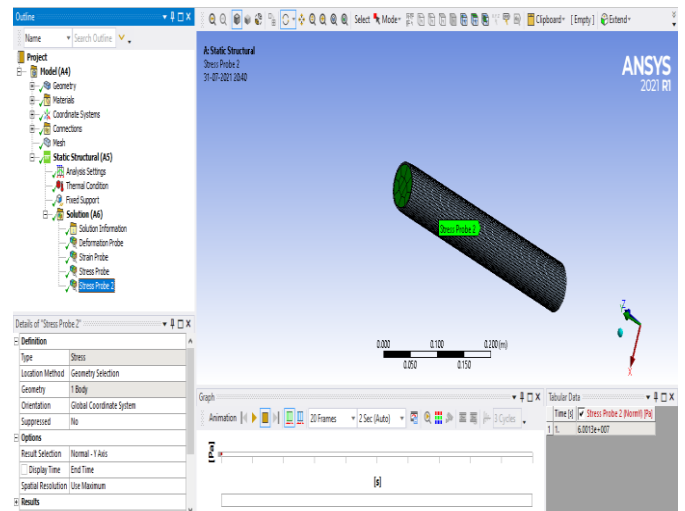 Outline
Name
Search Outline
Project
Model (A4)
Geometry
Materials
Coordinate Systems
Connections
Mesh
Static Structural (A5)
Analysis Settings
Thermal Condition
Fixed Support
Solution (A6)
Solution Information
Deformation Probe
Strain Probe
Stress Probe
Stress Probe 2
Details of "Stress Probe 2"
Definition
Type Stress
Location Method Geometry Selection
Geometry 1 Body
Orientation Global Coordinate System
Suppressed No
Options
Result Selection Normal - Y Axis
Display Time End Time
Spatial Resolution Use Maximum
Results
Select Mode Clipboard [Empty] Extend
A: Static Structural
Stress Probe 2
31-07-2021 20:40
ANSYS
2021 R1
Stress Probe 2
0.000 0.100 0.200 (m)
0.050 0.150
Z
X
Graph
Animation 20 Frames 2 Sec (Auto) 3 Cycles
[Pa]
[s]
Tabular Data
Time [s] Stress Probe 2 (NormY) [Pa]
1 1. 6.0013e+007